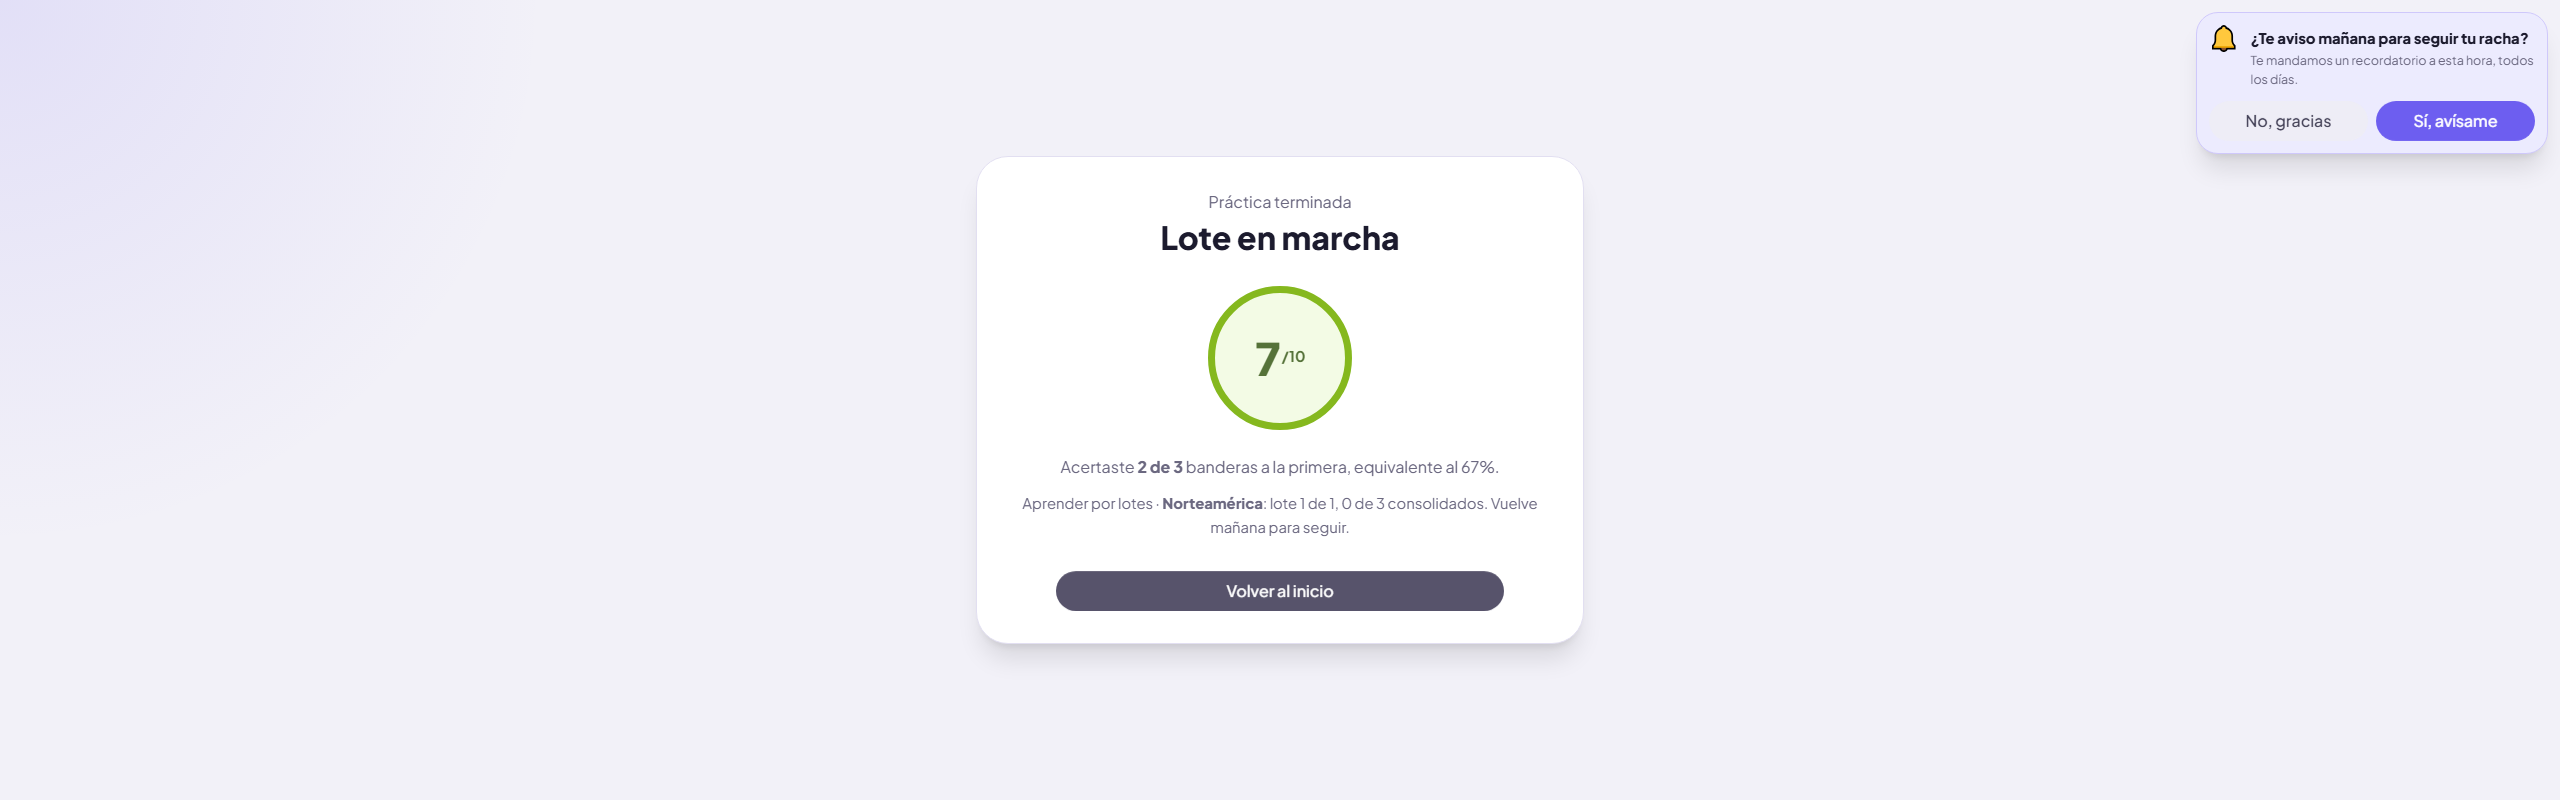 ¿Te aviso mañana para seguir tu racha?
Te mandamos un recordatorio a esta hora, todos
los días.
No, gracias
Sí, avísame
Práctica terminada
Lote en marcha
7/10
Acertaste 2 de 3 banderas a la primera, equivalente al 67%.
Aprender por lotes · Norteamérica: lote 1 de 1, 0 de 3 consolidados. Vuelve
mañana para seguir.
Volver al inicio